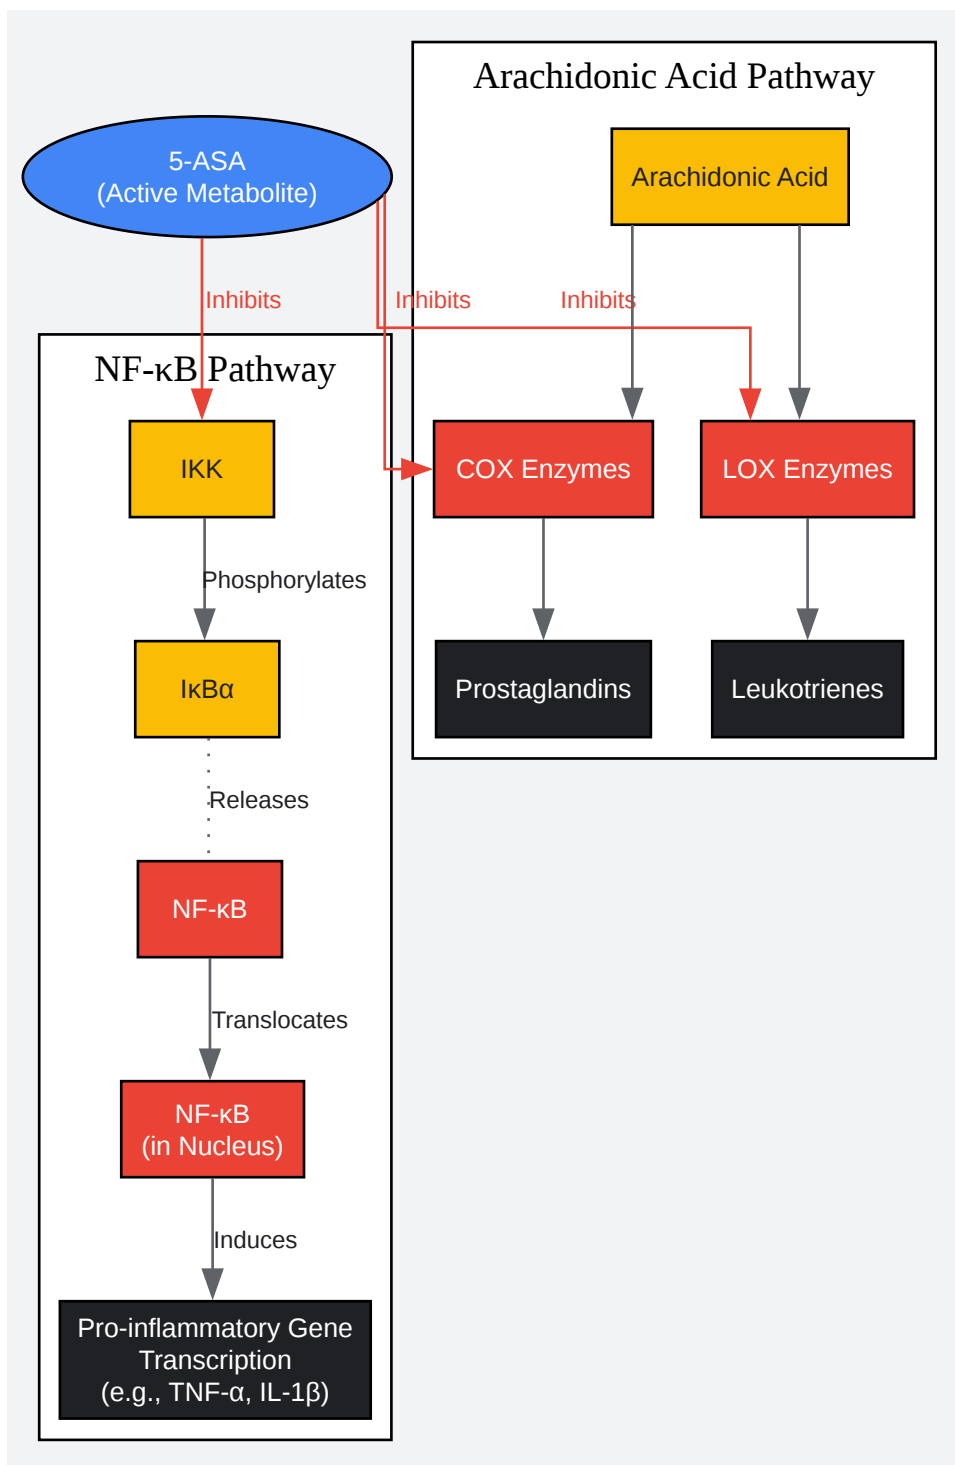 Arachidonic Acid Pathway
5-ASA
(Active Metabolite)
Arachidonic Acid
Inhibits
Inhibits
Inhibits
NF-κB Pathway
IKK
COX Enzymes
LOX Enzymes
Phosphorylates
IκBα
Prostaglandins
Leukotrienes
Releases
NF-κB
Translocates
NF-κB
(in Nucleus)
Induces
Pro-inflammatory Gene
Transcription
(e.g., TNF-α, IL-1β)